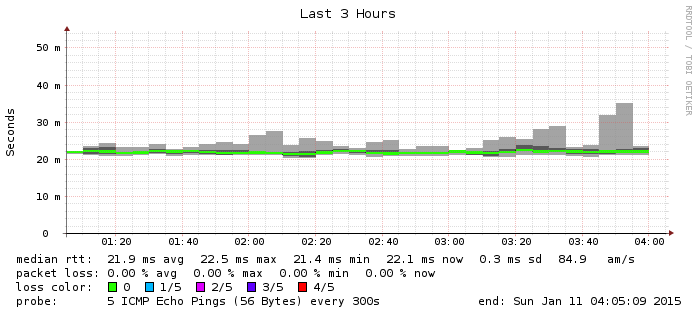 Last 3 Hours
RRDTOOL / TOBI OETIKER
Seconds
50 m
40 m
30 m
20 m
10 m
0
01:20 01:40 02:00 02:20 02:40 03:00 03:20 03:40 04:00
median rtt: 21.9 ms avg 22.5 ms max 21.4 ms min 22.1 ms now 0.3 ms sd 84.9 am/s
packet loss: 0.00 % avg 0.00 % max 0.00 % min 0.00 % now
loss color: 0 1/5 2/5 3/5 4/5
probe: 5 ICMP Echo Pings (56 Bytes) every 300s end: Sun Jan 11 04:05:09 2015